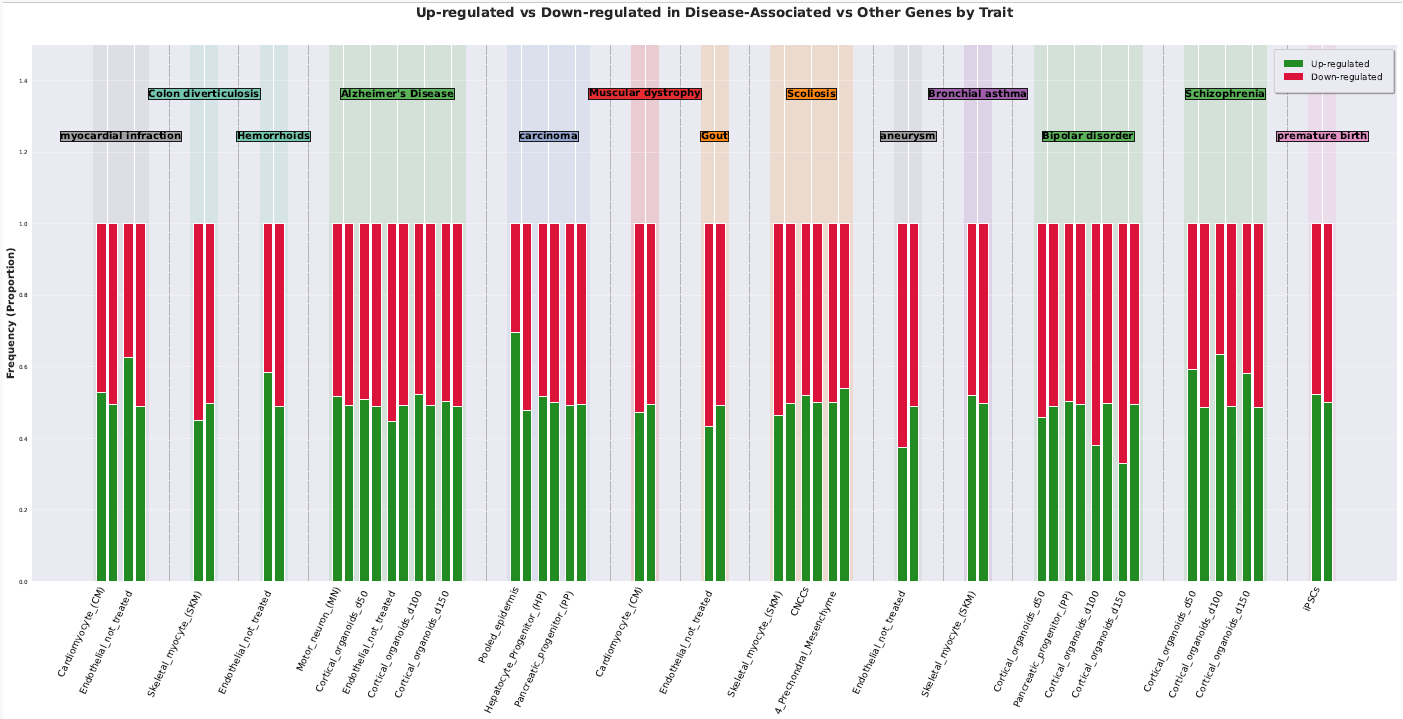 Up-regulated vs Down-regulated in Disease-Associated vs Other Genes by Trait
Up-regulated
Down-regulated
Colon diverticulosis
Alzheimer's Disease
Muscular dystrophy
Scoliosis
Bronchial asthma
Schizophrenia
myocardial infraction
Hemorrhoids
carcinoma
Gout
aneurysm
Bipolar disorder
premature birth
Frequency (Proportion)
1.4
1.2
1.0
0.8
0.6
0.4
0.2
0.0
Cardiomyocyte_(CM)
Endothelial_not_treated
Skeletal_myocyte_(SKM)
Endothelial_not_treated
Motor_neuron_(MN)
Cortical_organoids_d50
Endothelial_not_treated
Cortical_organoids_d100
Cortical_organoids_d150
Pooled_epidermis
Hepatocyte_Progenitor_(HP)
Pancreatic_progenitor_(PP)
Cardiomyocyte_(CM)
Endothelial_not_treated
Skeletal_myocyte_(SKM)
CNCCs
4_Prechondral_Mesenchyme
Endothelial_not_treated
Skeletal_myocyte_(SKM)
Cortical_organoids_d50
Pancreatic_progenitor_(PP)
Cortical_organoids_d100
Cortical_organoids_d150
Cortical_organoids_d50
Cortical_organoids_d100
Cortical_organoids_d150
iPSCs